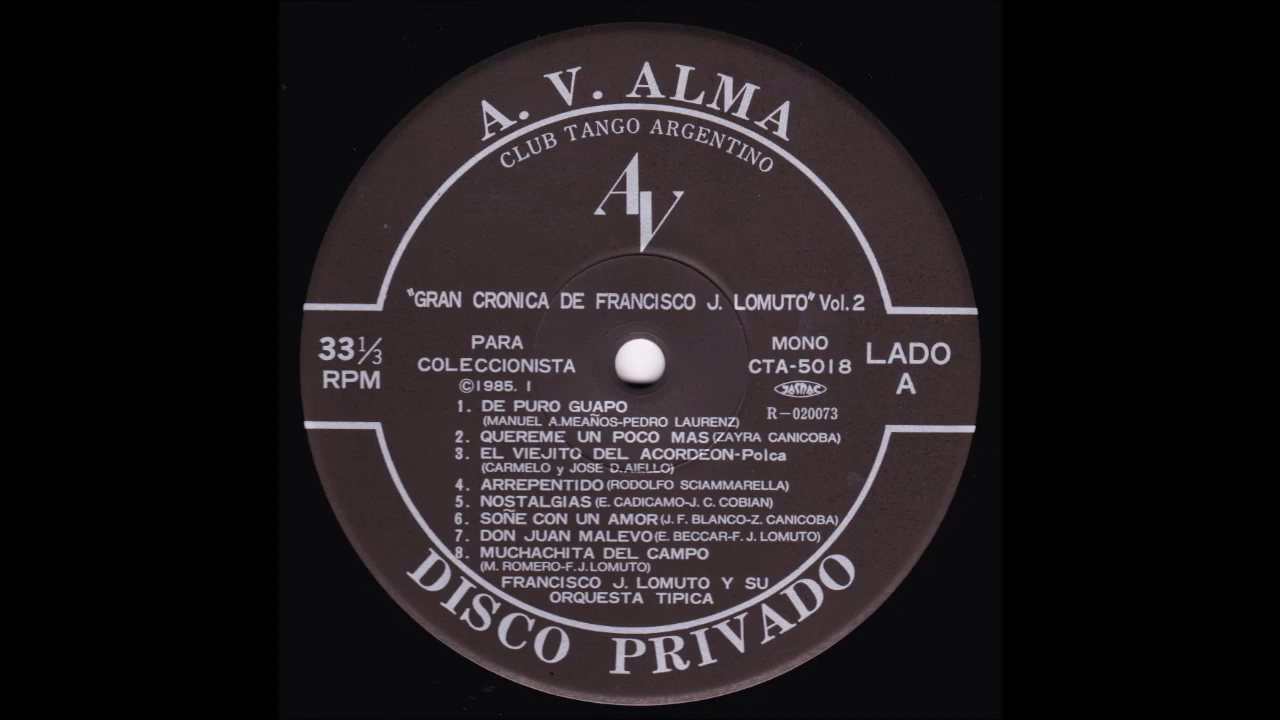 A. V. ALMA
CLUB TANGO ARGENTINO
AV
"GRAN CRONICA DE FRANCISCO J. LOMUTO" Vol. 2
33 1/3
RPM
PARA
COLECCIONISTA
©1985. 1
MONO
CTA-5018
JASRAC
R-020073
LADO
A
1. DE PURO GUAPO
(MANUEL A.MEAÑOS-PEDRO LAURENZ)
2. QUEREME UN POCO MAS (ZAYRA CANICOBA)
3. EL VIEJITO DEL ACORDEON-Polca
(CARMELO y JOSE D.AIELLO)
4. ARREPENTIDO (RODOLFO SCIAMMARELLA)
5. NOSTALGIAS (E. CADICAMO-J. C. COBIAN)
6. SOÑE CON UN AMOR (J. F. BLANCO-Z. CANICOBA)
7. DON JUAN MALEVO (E. BECCAR-F. J. LOMUTO)
8. MUCHACHITA DEL CAMPO
(M. ROMERO-F. J. LOMUTO)
FRANCISCO J. LOMUTO Y SU
ORQUESTA TIPICA
DISCO PRIVADO